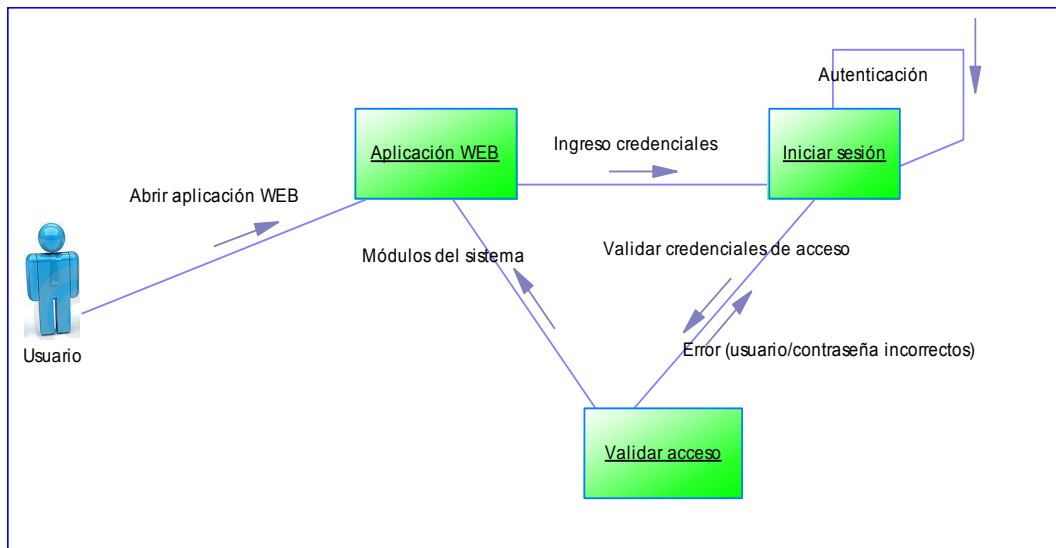 Autenticación
Aplicación WEB
Ingreso credenciales
Iniciar sesión
Abrir aplicación WEB
Módulos del sistema
Validar credenciales de acceso
Usuario
Error (usuario/contraseña incorrectos)
Validar acceso